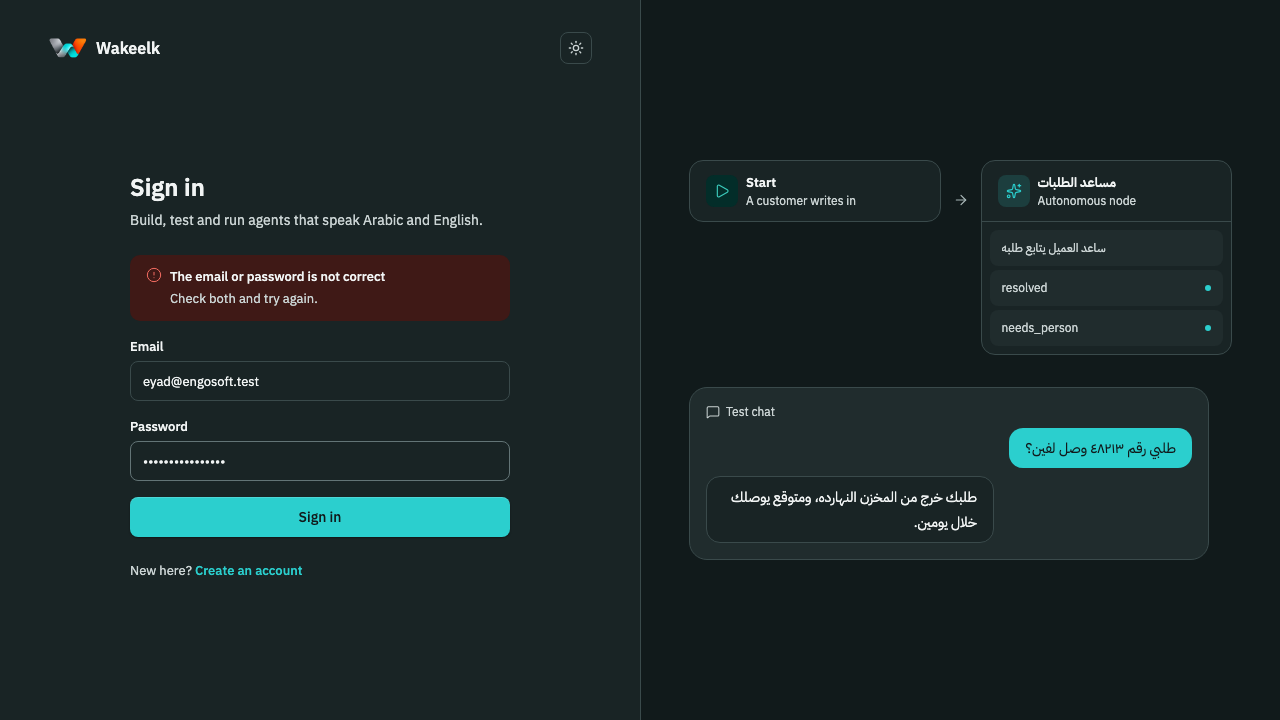 Wakeelk
Sign in
Build, test and run agents that speak Arabic and English.
The email or password is not correct
Check both and try again.
Email
eyad@engosoft.test
Password
••••••••••••••••
Sign in
New here? Create an account
Start
A customer writes in
مساعد الطلبات
Autonomous node
ساعد العميل يتابع طلبه
resolved
needs_person
Test chat
طلبي رقم ٤٨٢١٣ وصل لفين؟
طلبك خرج من المخزن النهارده، ومتوقع يوصلك
خلال يومين.